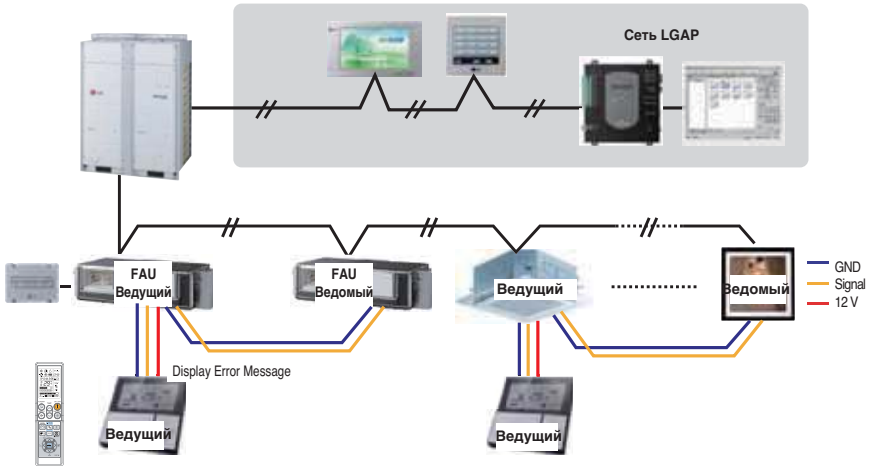 Сеть LGAP
FAU
Ведущий
FAU
Ведомый
Ведущий
Ведомый
GND
Signal
12 V
Display Error Message
Ведущий
Ведущий